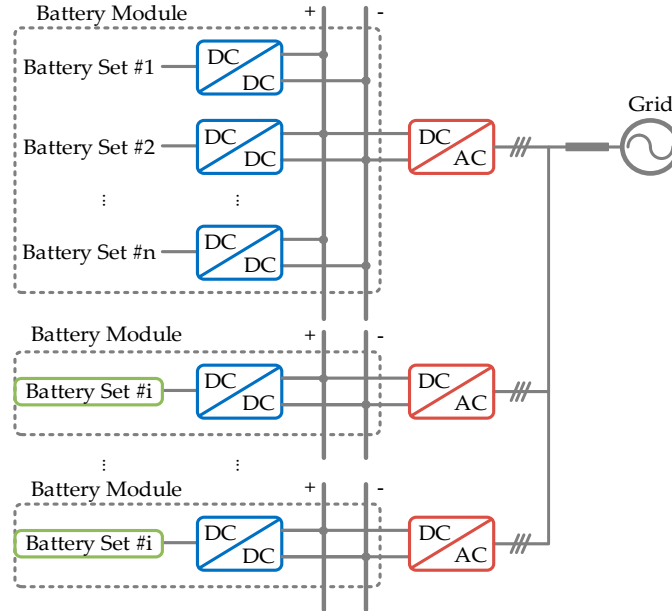 Battery Module
+
-
Battery Set #1
DC
DC
Grid
Battery Set #2
DC
DC
DC
AC
...
...
Battery Set #n
DC
DC
Battery Module
+
-
Battery Set #i
DC
DC
DC
AC
...
...
Battery Module
+
-
Battery Set #i
DC
DC
DC
AC